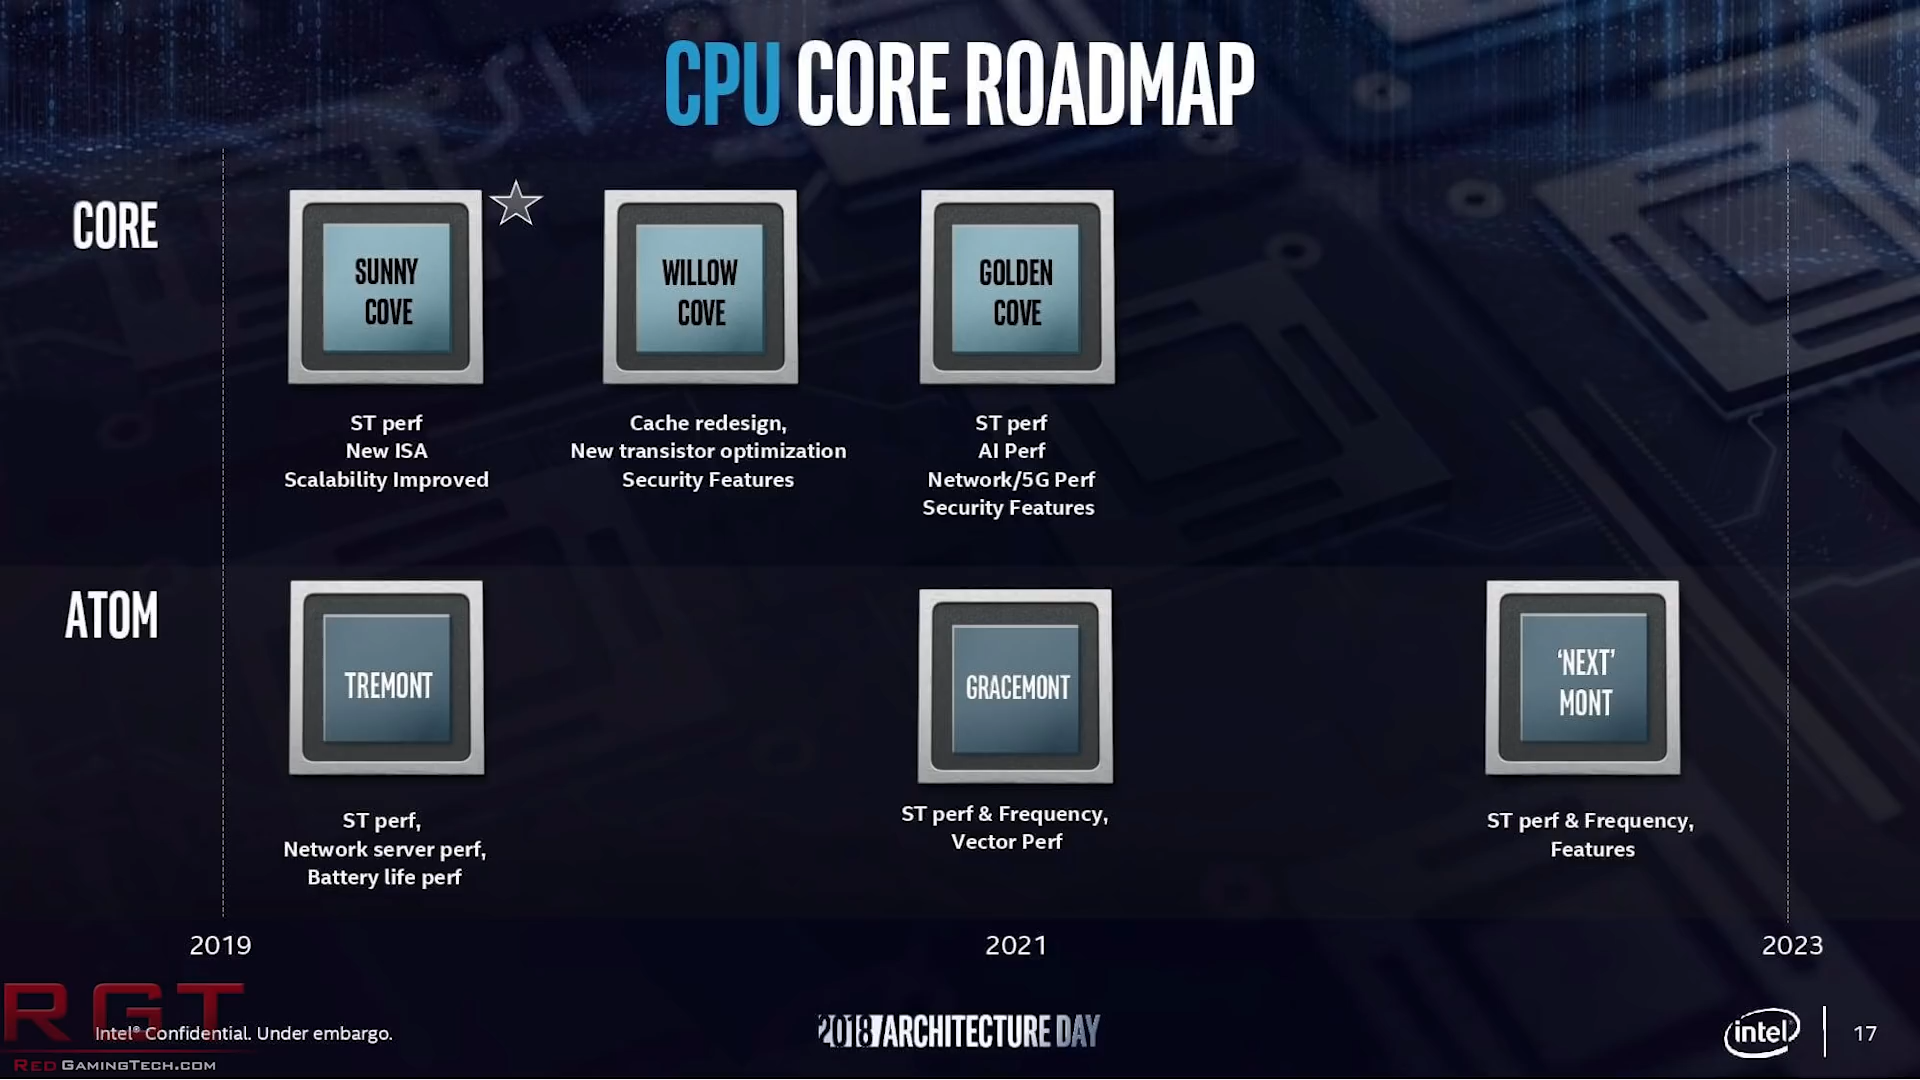 CPU CORE ROADMAP
CORE
SUNNY
COVE
WILLOW
COVE
GOLDEN
COVE
ST perf
New ISA
Scalability Improved
Cache redesign,
New transistor optimization
Security Features
ST perf
AI Perf
Network/5G Perf
Security Features
ATOM
TREMONT
GRACEMONT
‘NEXT’
MONT
ST perf,
Network server perf,
Battery life perf
ST perf & Frequency,
Vector Perf
ST perf & Frequency,
Features
2019
2021
2023
RGT
Intel® Confidential. Under embargo.
REDGAMINGTECH.COM
2018 ARCHITECTURE DAY
intel
17